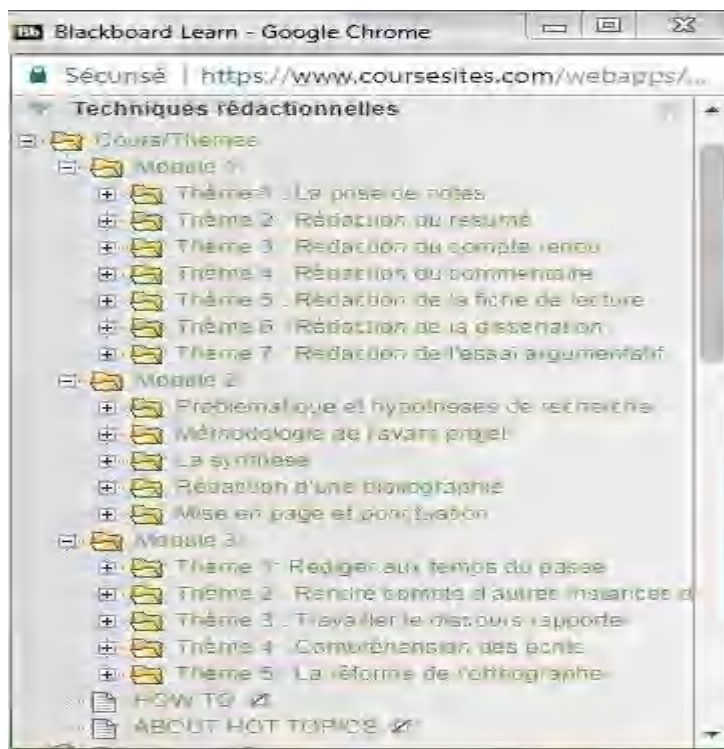 Blackboard Learn - Google Chrome
Sécurisé | https://www.coursesites.com/webapps/...
Techniques rédactionnelles
Cours/Thèmes
Module 1:
Thème 1 : La prise de notes
Thème 2 : Rédaction du résumé
Thème 3 : Rédaction du compte rendu
Thème 4 : Rédaction du commentaire
Thème 5 : Rédaction de la fiche de lecture
Thème 6 : Rédaction de la dissertation
Thème 7 : Rédaction de l'essai argumentatif
Module 2:
Problématique et hypothèses de recherche
Méthodologie de l'avant projet
La synthèse
Rédaction d'une bibliographie
Mise en page et ponctuation
Module 3:
Thème 1: Rédiger aux temps du passé
Thème 2 : Rendre compte d'autres instances d
Thème 3 : Travailler le discours rapporté
Thème 4 : Compréhension des écrits
Thème 5 : La réforme de l'orthographe
HOW TO
ABOUT HOT TOPICS